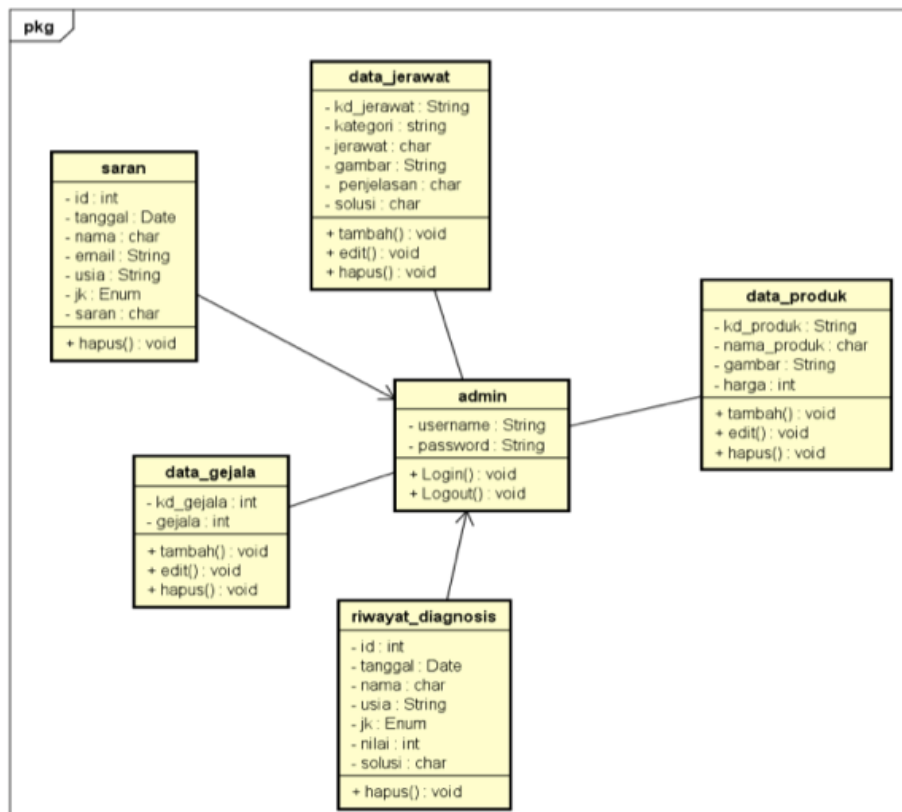 pkg
data_jerawat
- kd_jerawat : String
- kategori : string
- jerawat : char
- gambar : String
- penjelasan : char
- solusi : char
+ tambah() : void
+ edit() : void
+ hapus() : void
saran
- id : int
- tanggal : Date
- nama : char
- email : String
- usia : String
- jk : Enum
- saran : char
+ hapus() : void
data_produk
- kd_produk : String
- nama_produk : char
- gambar : String
- harga : int
+ tambah() : void
+ edit() : void
+ hapus() : void
admin
- username : String
- password : String
+ Login() : void
+ Logout() : void
data_gejala
- kd_gejala : int
- gejala : int
+ tambah() : void
+ edit() : void
+ hapus() : void
riwayat_diagnosis
- id : int
- tanggal : Date
- nama : char
- usia : String
- jk : Enum
- nilai : int
- solusi : char
+ hapus() : void